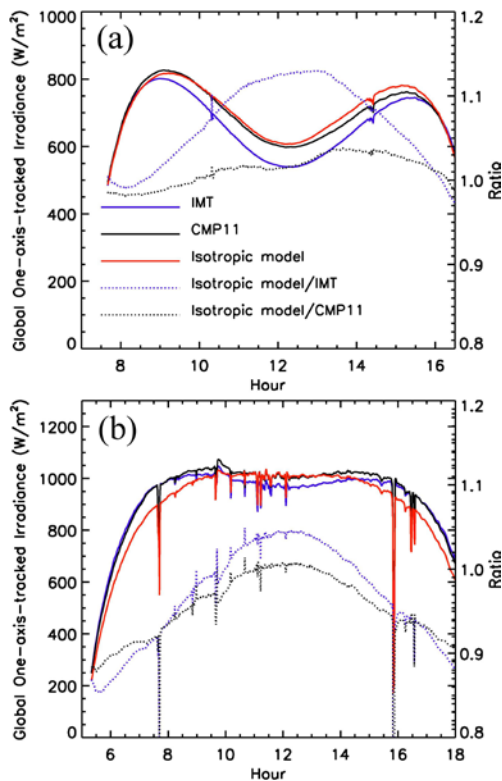 (a)
Global One-axis-tracked Irradiance (W/m²)
1000
800
600
400
200
0
1.2
1.1
1.0
0.9
0.8
Ratio
IMT
CMP11
Isotropic model
Isotropic model/IMT
Isotropic model/CMP11
8 10 12 14 16
Hour
(b)
Global One-axis-tracked Irradiance (W/m²)
1200
1000
800
600
400
200
0
1.2
1.1
1.0
0.9
0.8
Ratio
6 8 10 12 14 16 18
Hour